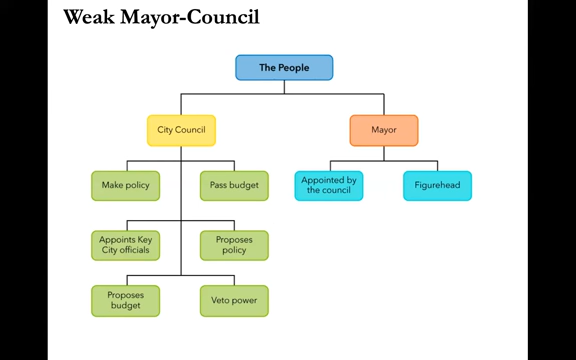 Weak Mayor-Council
The People
City Council
Mayor
Make policy
Pass budget
Appointed by
the council
Figurehead
Appoints Key
City officials
Proposes
policy
Proposes
budget
Veto power